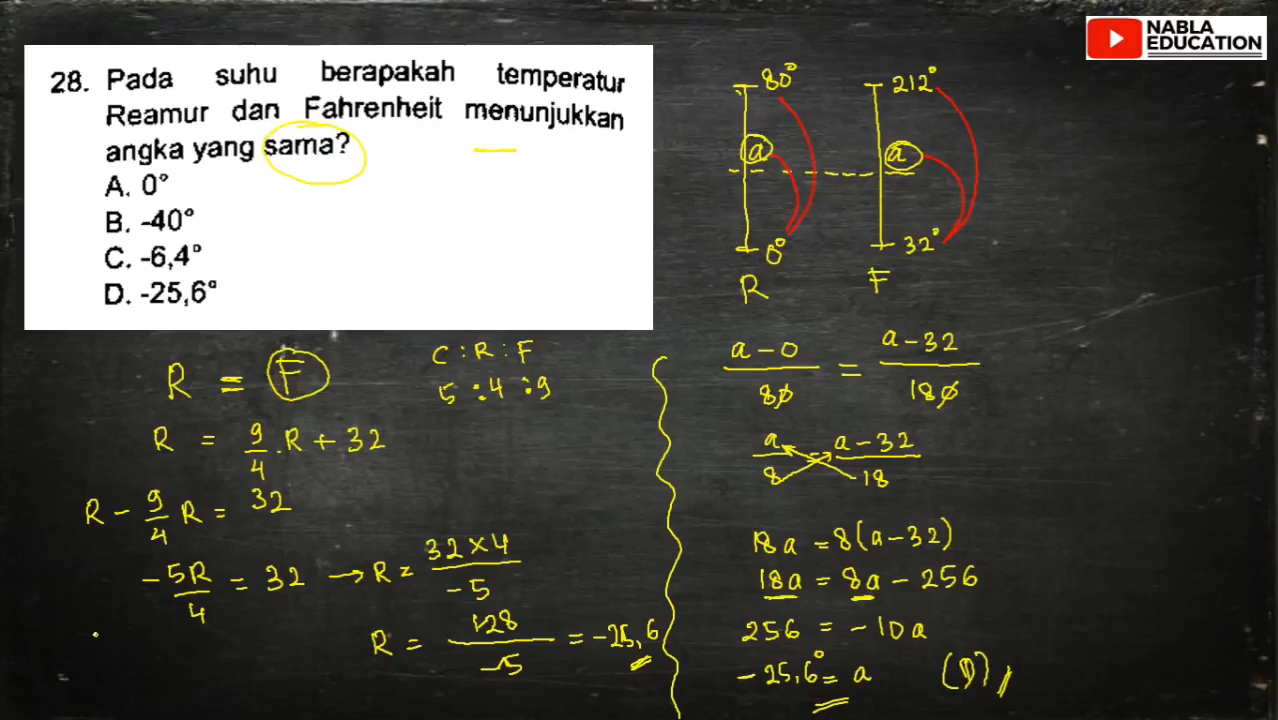 NABLA
EDUCATION
28. Pada suhu berapakah temperatur
Reamur dan Fahrenheit menunjukkan
angka yang sama?
A. 0°
B. -40°
C. -6,4°
D. -25,6°
80° 212°
a a
0° 32°
R F
R = F
C : R : F
5 : 4 : 9
R = 9/4 . R + 32
R - 9/4 R = 32
-5R/4 = 32 → R = 32 × 4/-5
R = 128/-5 = -25,6
a - 0/80 = a - 32/180
a/8 = a - 32/18
18a = 8(a - 32)
18a = 8a - 256
256 = -10a
-25,6° = a (D)